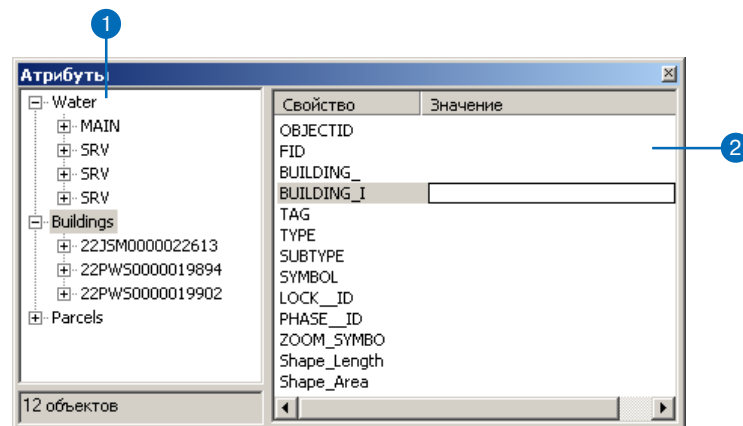 1
Атрибуты
Water
MAIN
SRV
SRV
SRV
Buildings
22JSM0000022613
22PWS0000019894
22PWS0000019902
Parcels
12 объектов
Свойство Значение
OBJECTID
FID
BUILDING_
BUILDING_I
TAG
TYPE
SUBTYPE
SYMBOL
LOCK__ID
PHASE__ID
ZOOM_SYMBO
Shape_Length
Shape_Area
2